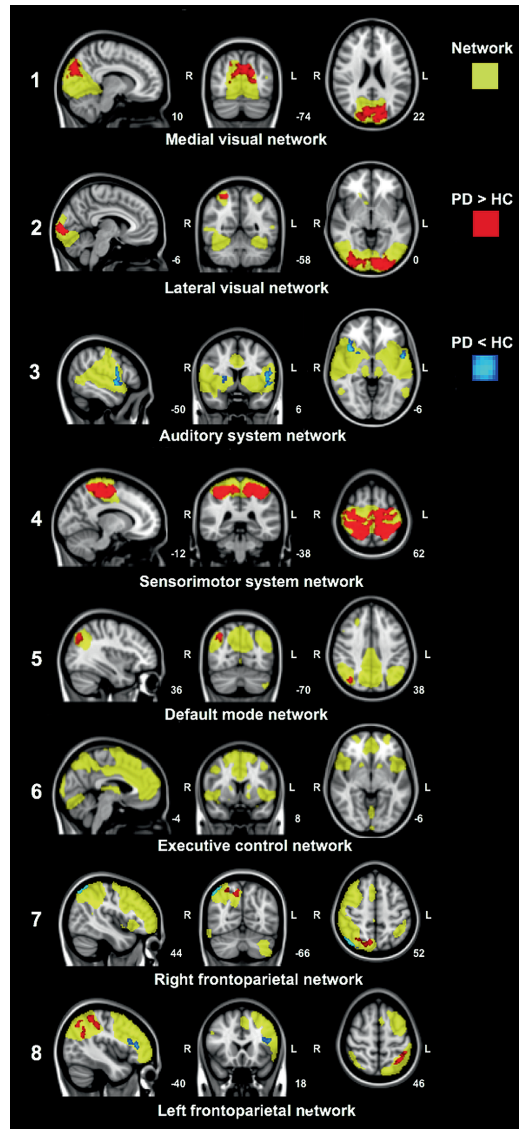 Network
1 R L R L
10 -74 22
Medial visual network
PD > HC
2 R L R L
-6 -58 0
Lateral visual network
PD < HC
3 R L R L
-50 6 -6
Auditory system network
4 R L R L
-12 -38 62
Sensorimotor system network
5 R L R L
36 -70 38
Default mode network
6 R L R L
-4 8 -6
Executive control network
7 R L R L
44 -66 52
Right frontoparietal network
8 R L R L
-40 18 46
Left frontoparietal network